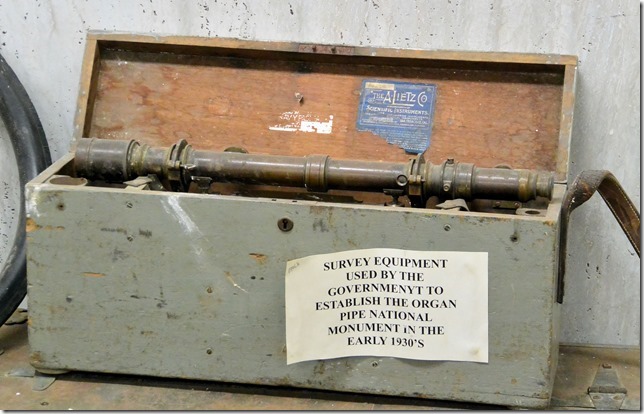 THE A. LIETZ CO
SCIENTIFIC INSTRUMENTS
SURVEY EQUIPMENT
USED BY THE
GOVERNMENYT TO
ESTABLISH THE ORGAN
PIPE NATIONAL
MONUMENT iN THE
EARLY 1930'S